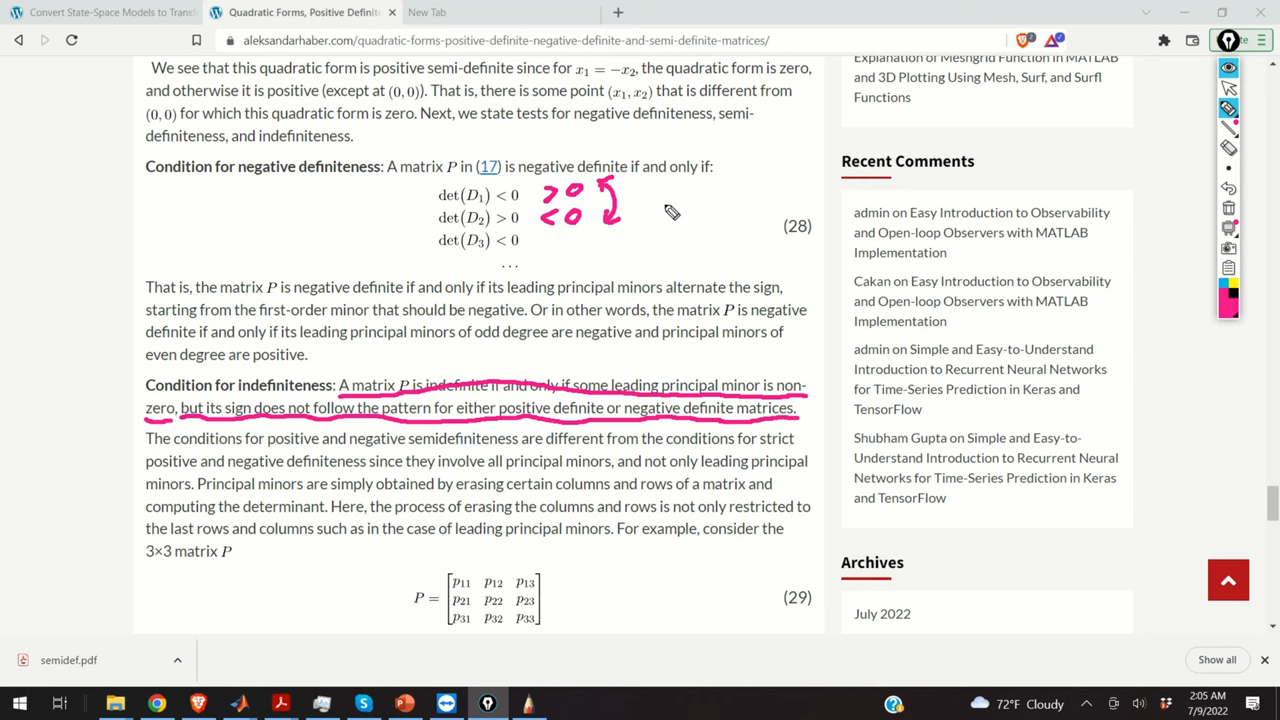 Convert State-Space Models to Transf
Quadratic Forms, Positive Definit
New Tab
aleksandarhaber.com/quadratic-forms-positive-definite-negative-definite-and-semi-definite-matrices/
We see that this quadratic form is positive semi-definite since for x₁ = −x₂, the quadratic form is zero,
and otherwise it is positive (except at (0, 0)). That is, there is some point (x₁, x₂) that is different from
(0, 0) for which this quadratic form is zero. Next, we state tests for negative definiteness, semi-
definiteness, and indefiniteness.
Condition for negative definiteness: A matrix P in (17) is negative definite if and only if:
det(D₁) < 0 > 0
det(D₂) > 0 < 0
det(D₃) < 0
(28)
...
That is, the matrix P is negative definite if and only if its leading principal minors alternate the sign,
starting from the first-order minor that should be negative. Or in other words, the matrix P is negative
definite if and only if its leading principal minors of odd degree are negative and principal minors of
even degree are positive.
Condition for indefiniteness: A matrix P is indefinite if and only if some leading principal minor is non-
zero, but its sign does not follow the pattern for either positive definite or negative definite matrices.
The conditions for positive and negative semidefiniteness are different from the conditions for strict
positive and negative definiteness since they involve all principal minors, and not only leading principal
minors. Principal minors are simply obtained by erasing certain columns and rows of a matrix and
computing the determinant. Here, the process of erasing the columns and rows is not only restricted to
the last rows and columns such as in the case of leading principal minors. For example, consider the
3×3 matrix P
p₁₁ p₁₂ p₁₃
P = p₂₁ p₂₂ p₂₃ (29)
p₃₁ p₃₂ p₃₃
Explanation of Meshgrid Function in MATLAB
and 3D Plotting Using Mesh, Surf, and Surfl
Functions
Recent Comments
admin on Easy Introduction to Observability
and Open-loop Observers with MATLAB
Implementation
Cakan on Easy Introduction to Observability
and Open-loop Observers with MATLAB
Implementation
admin on Simple and Easy-to-Understand
Introduction to Recurrent Neural Networks
for Time-Series Prediction in Keras and
TensorFlow
Shubham Gupta on Simple and Easy-to-
Understand Introduction to Recurrent Neural
Networks for Time-Series Prediction in Keras
and TensorFlow
Archives
July 2022
semidef.pdf
Show all
72°F Cloudy
2:05 AM
7/9/2022